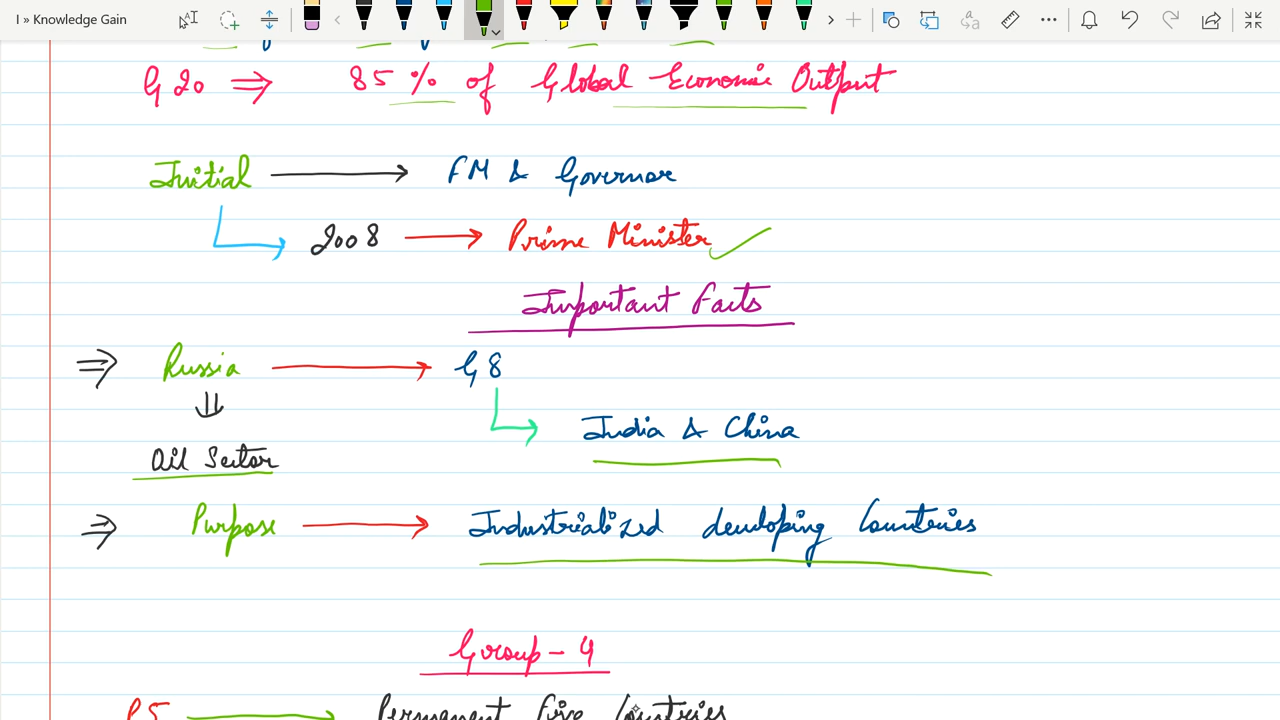 I » Knowledge Gain
G20 ⇒ 85% of Global Economic Output
Initial → FM & Governor
2008 → Prime Minister ✓
Important Facts
⇒ Russia → G8
⇓
India & China
Oil Sector
⇒ Purpose → Industrialized developing Countries
Group - 4
P5 → Permanent Five Countries